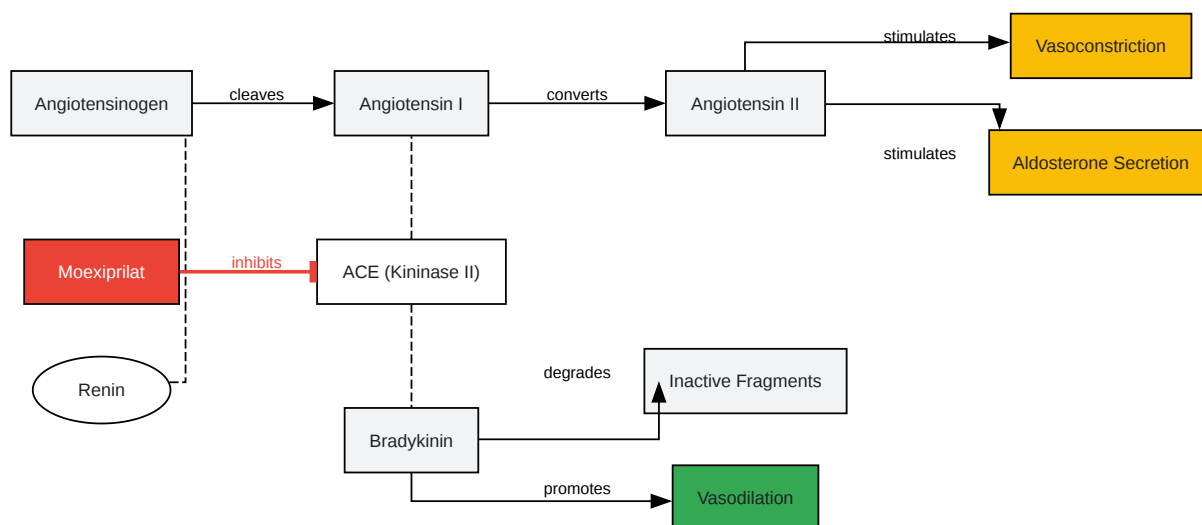 stimulates
Vasoconstriction
Angiotensinogen
cleaves
Angiotensin I
converts
Angiotensin II
stimulates
Aldosterone Secretion
Moexiprilat
inhibits
ACE (Kininase II)
Renin
degrades
Inactive Fragments
Bradykinin
promotes
Vasodilation